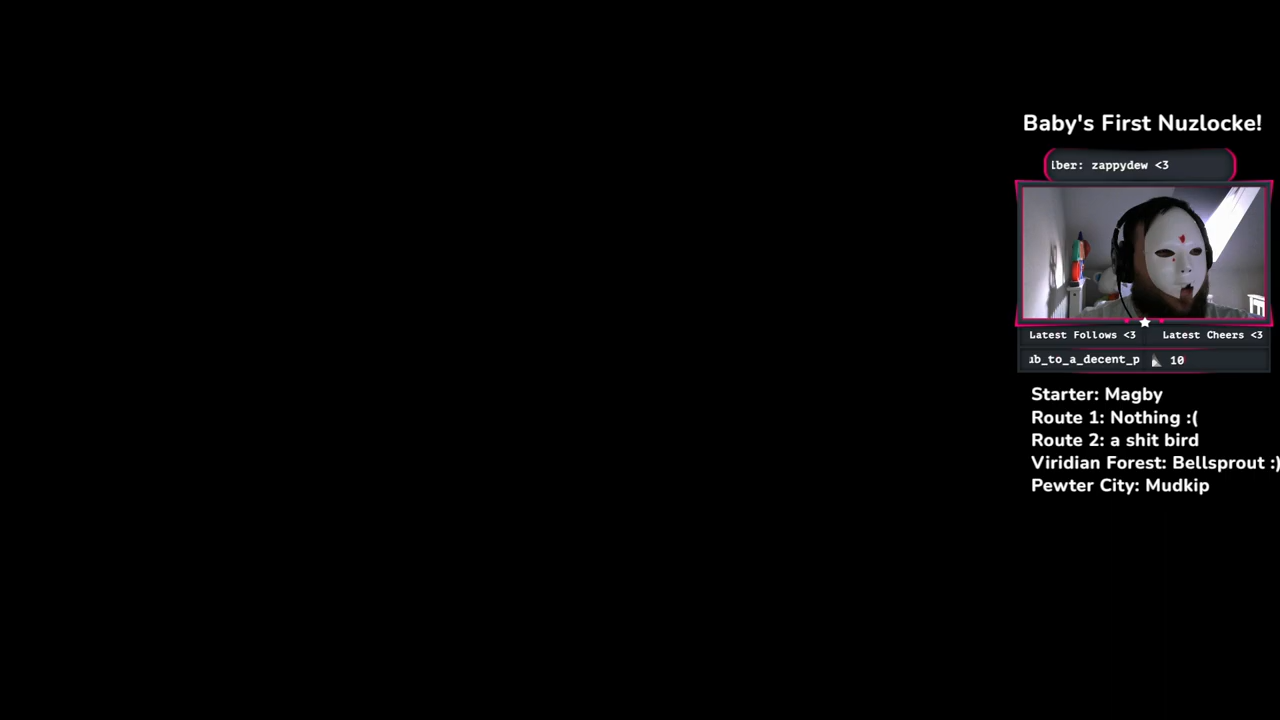 Baby's First Nuzlocke!
iber: zappydew <3
Latest Follows <3 Latest Cheers <3
ub_to_a_decent_p 10
Starter: Magby
Route 1: Nothing :(
Route 2: a shit bird
Viridian Forest: Bellsprout :)
Pewter City: Mudkip